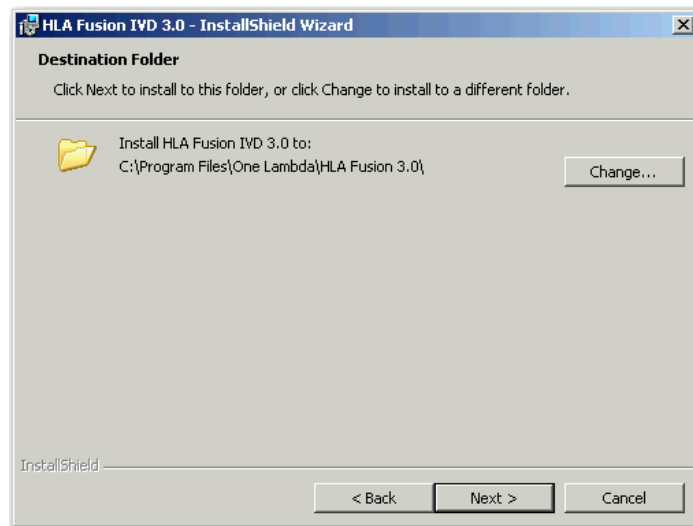 HLA Fusion IVD 3.0 - InstallShield Wizard
Destination Folder
Click Next to install to this folder, or click Change to install to a different folder.
Install HLA Fusion IVD 3.0 to:
C:\Program Files\One Lambda\HLA Fusion 3.0\
Change...
InstallShield
< Back
Next >
Cancel